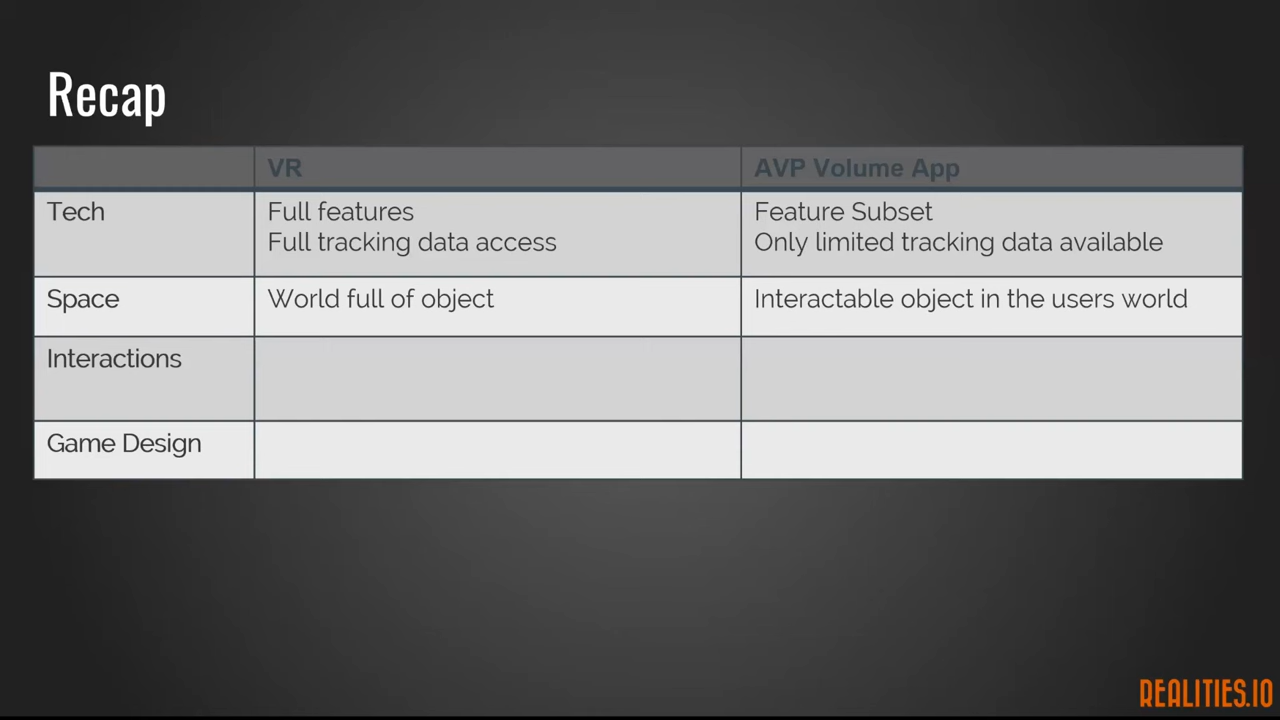 Recap
VR
AVP Volume App
Tech
Full features
Full tracking data access
Feature Subset
Only limited tracking data available
Space
World full of object
Interactable object in the users world
Interactions
Game Design
REALITIES.IO